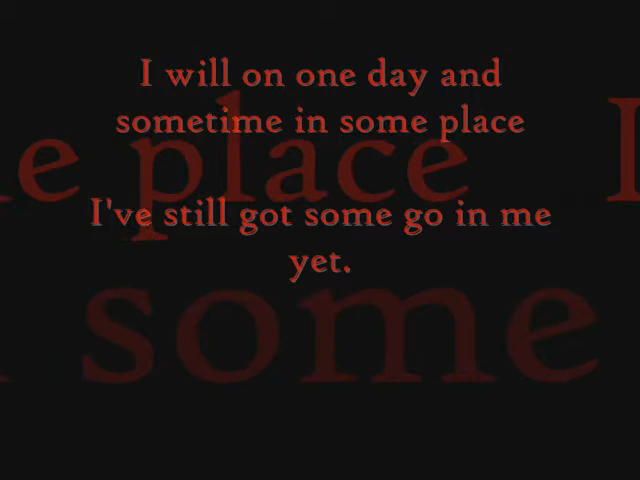 I will on one day and
sometime in some place
e place I
I've still got some go in me
yet.
some